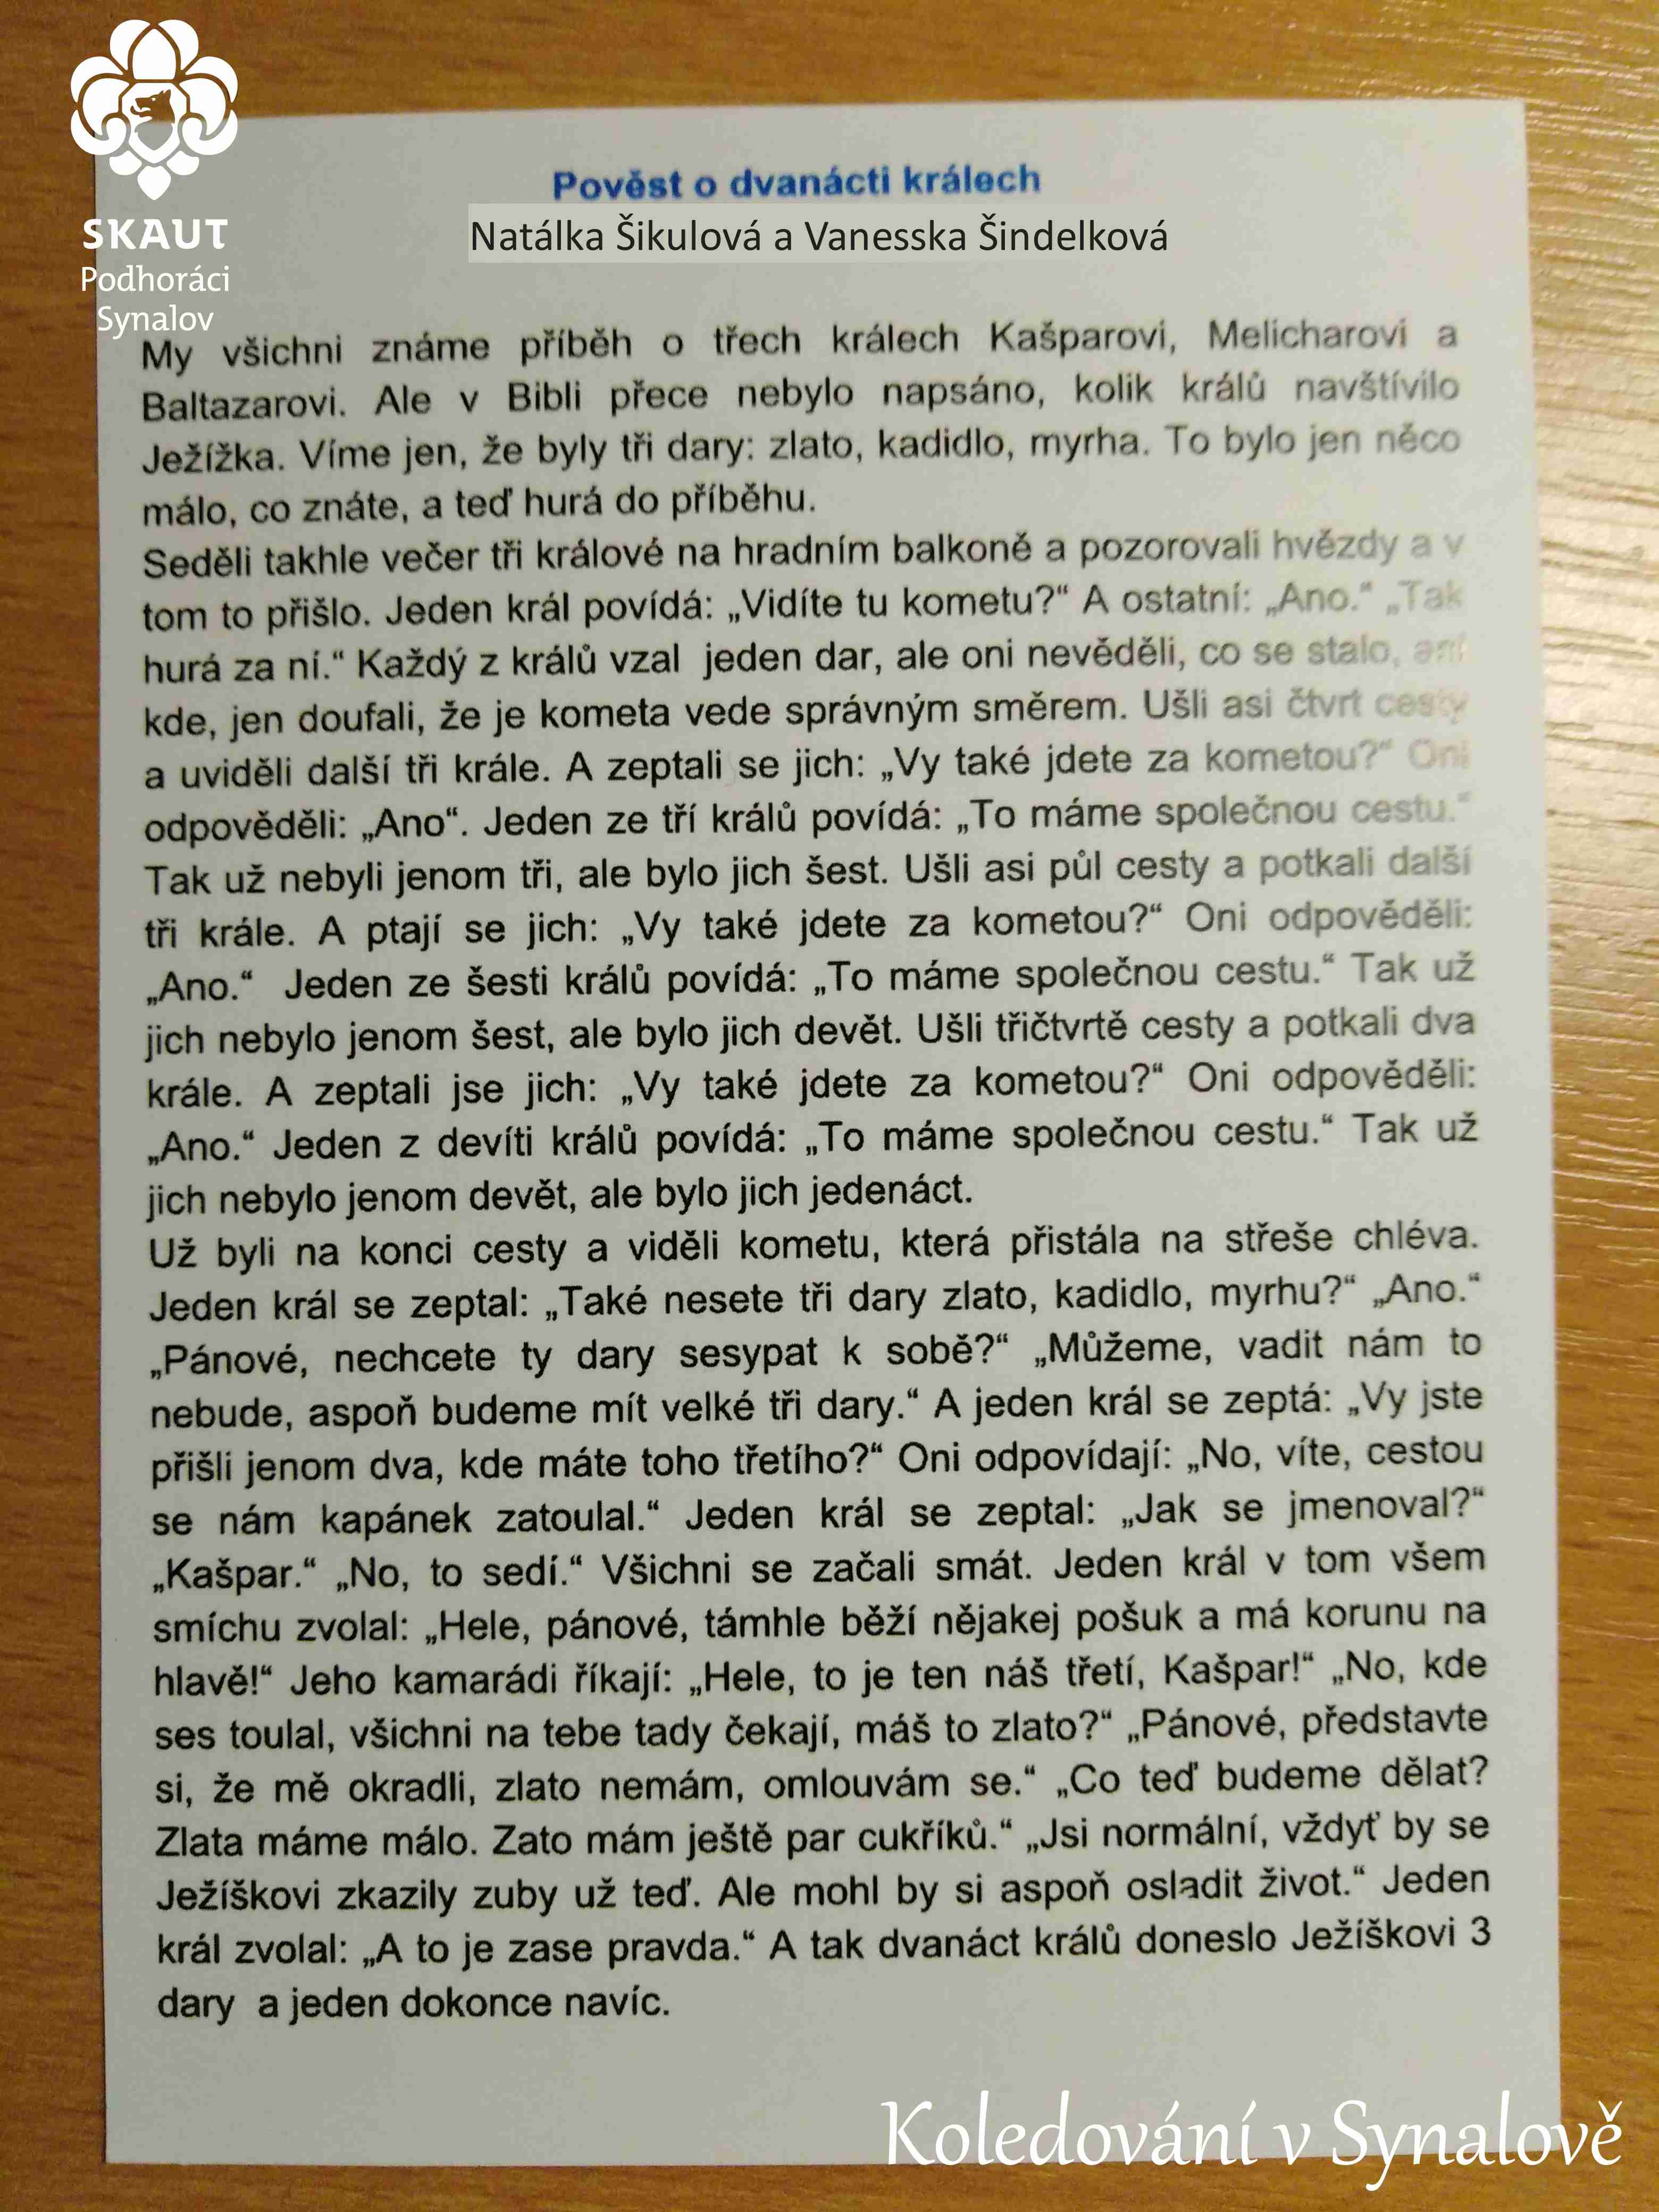 SKAUT
Podhoráci
Synalov
Pověst o dvanácti králech
Natálka Šikulová a Vanesska Šindelková
My všichni známe příběh o třech králech Kašparovi, Melicharovi a
Baltazarovi. Ale v Bibli přece nebylo napsáno, kolik králů navštívilo
Ježížka. Víme jen, že byly tři dary: zlato, kadidlo, myrha. To bylo jen něco
málo, co znáte, a teď hurá do příběhu.
Seděli takhle večer tři králové na hradním balkoně a pozorovali hvězdy a v
tom to přišlo. Jeden král povídá: „Vidíte tu kometu?“ A ostatní: „Ano.“ „Tak
hurá za ní.“ Každý z králů vzal jeden dar, ale oni nevěděli, co se stalo, ani
kde, jen doufali, že je kometa vede správným směrem. Ušli asi čtvrt cesty
a uviděli další tři krále. A zeptali se jich: „Vy také jdete za kometou?“ Oni
odpověděli: „Ano“. Jeden ze tří králů povídá: „To máme společnou cestu.“
Tak už nebyli jenom tři, ale bylo jich šest. Ušli asi půl cesty a potkali další
tři krále. A ptají se jich: „Vy také jdete za kometou?“ Oni odpověděli:
„Ano.“ Jeden ze šesti králů povídá: „To máme společnou cestu.“ Tak už
jich nebylo jenom šest, ale bylo jich devět. Ušli třičtvrtě cesty a potkali dva
krále. A zeptali jse jich: „Vy také jdete za kometou?“ Oni odpověděli:
„Ano.“ Jeden z devíti králů povídá: „To máme společnou cestu.“ Tak už
jich nebylo jenom devět, ale bylo jich jedenáct.
Už byli na konci cesty a viděli kometu, která přistála na střeše chléva.
Jeden král se zeptal: „Také nesete tři dary zlato, kadidlo, myrhu?“ „Ano.“
„Pánové, nechcete ty dary sesypat k sobě?“ „Můžeme, vadit nám to
nebude, aspoň budeme mít velké tři dary.“ A jeden král se zeptá: „Vy jste
přišli jenom dva, kde máte toho třetího?“ Oni odpovídají: „No, víte, cestou
se nám kapánek zatoulal.“ Jeden král se zeptal: „Jak se jmenoval?“
„Kašpar.“ „No, to sedí.“ Všichni se začali smát. Jeden král v tom všem
smíchu zvolal: „Hele, pánové, támhle běží nějakej pošuk a má korunu na
hlavě!“ Jeho kamarádi říkají: „Hele, to je ten náš třetí, Kašpar!“ „No, kde
ses toulal, všichni na tebe tady čekají, máš to zlato?“ „Pánové, představte
si, že mě okradli, zlato nemám, omlouvám se.“ „Co teď budeme dělat?
Zlata máme málo. Zato mám ještě par cukříků.“ „Jsi normální, vždyť by se
Ježíškovi zkazily zuby už teď. Ale mohl by si aspoň osladit život.“ Jeden
král zvolal: „A to je zase pravda.“ A tak dvanáct králů doneslo Ježíškovi 3
dary a jeden dokonce navíc.
Koledování v Synalově